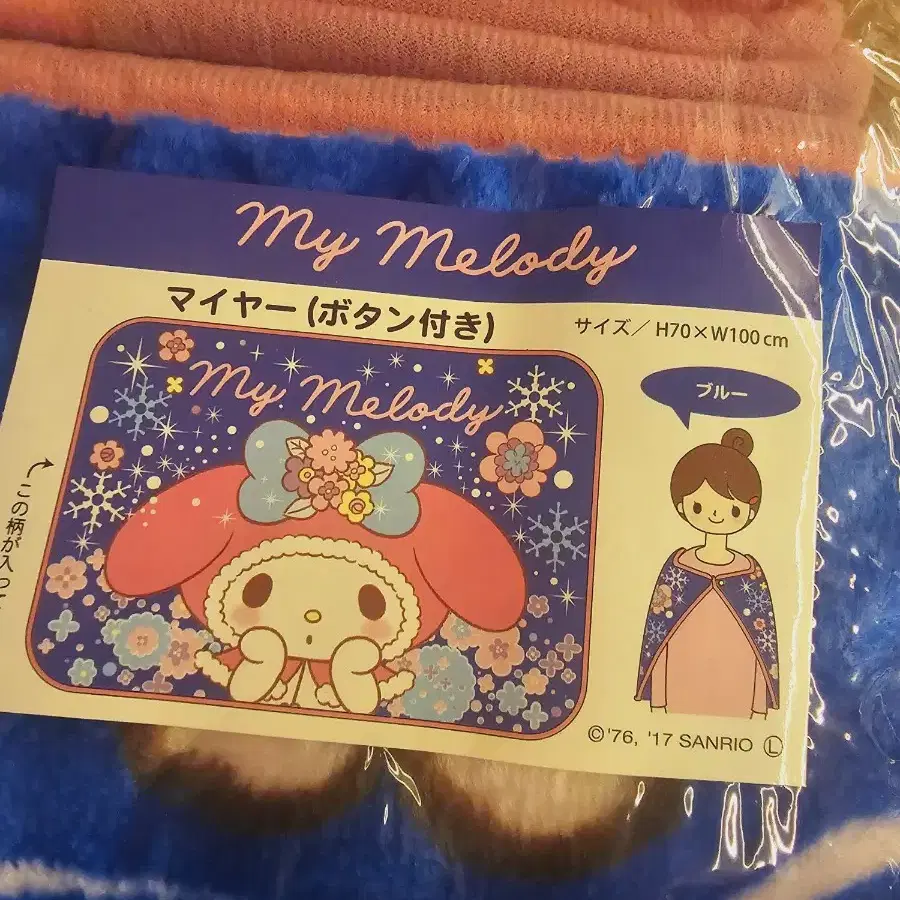 My Melody
マイヤー(ボタン付き)
サイズ/ H70×W100cm
My Melody
ブルー
この柄が入っ
©'76, '17 SANRIO Ⓛ